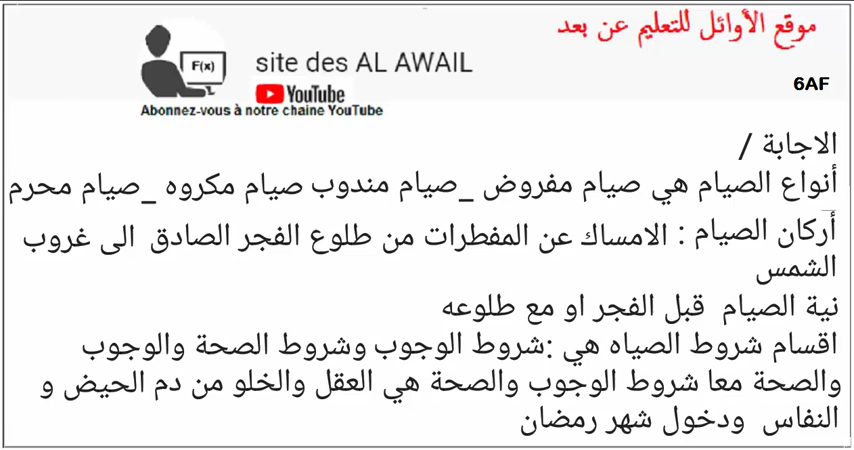 موقع الأوائل للتعليم عن بعد
F(x)
site des AL AWAIL
YouTube
6AF
Abonnez-vous à notre chaine YouTube
الاجابة /
أنواع الصيام هي صيام مفروض _صيام مندوب صيام مكروه _صيام محرم
أركان الصيام : الامساك عن المفطرات من طلوع الفجر الصادق الى غروب
الشمس
نية الصيام قبل الفجر او مع طلوعه
اقسام شروط الصياه هي :شروط الوجوب وشروط الصحة والوجوب
والصحة معا شروط الوجوب والصحة هي العقل والخلو من دم الحيض و
النفاس ودخول شهر رمضان